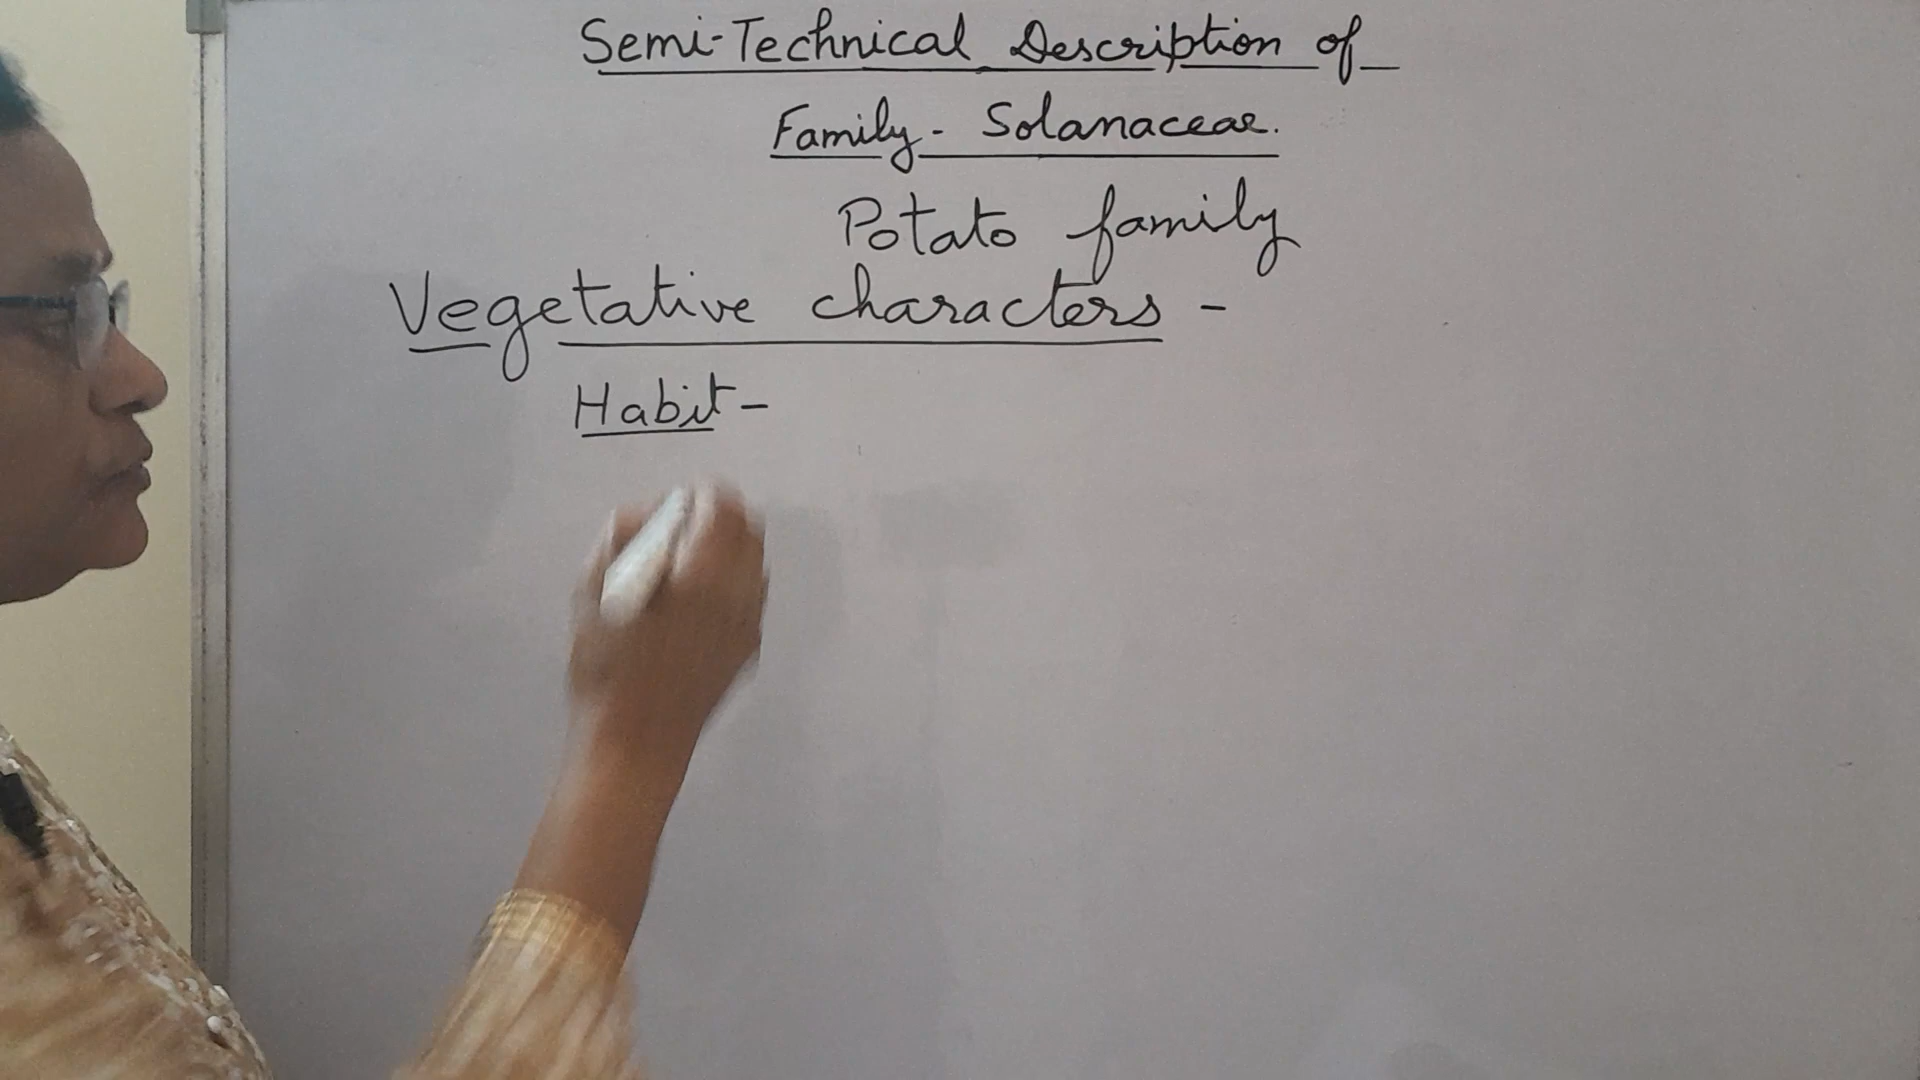 Semi-Technical Description of
Family - Solanaceae.
Potato family
Vegetative characters -
Habit -